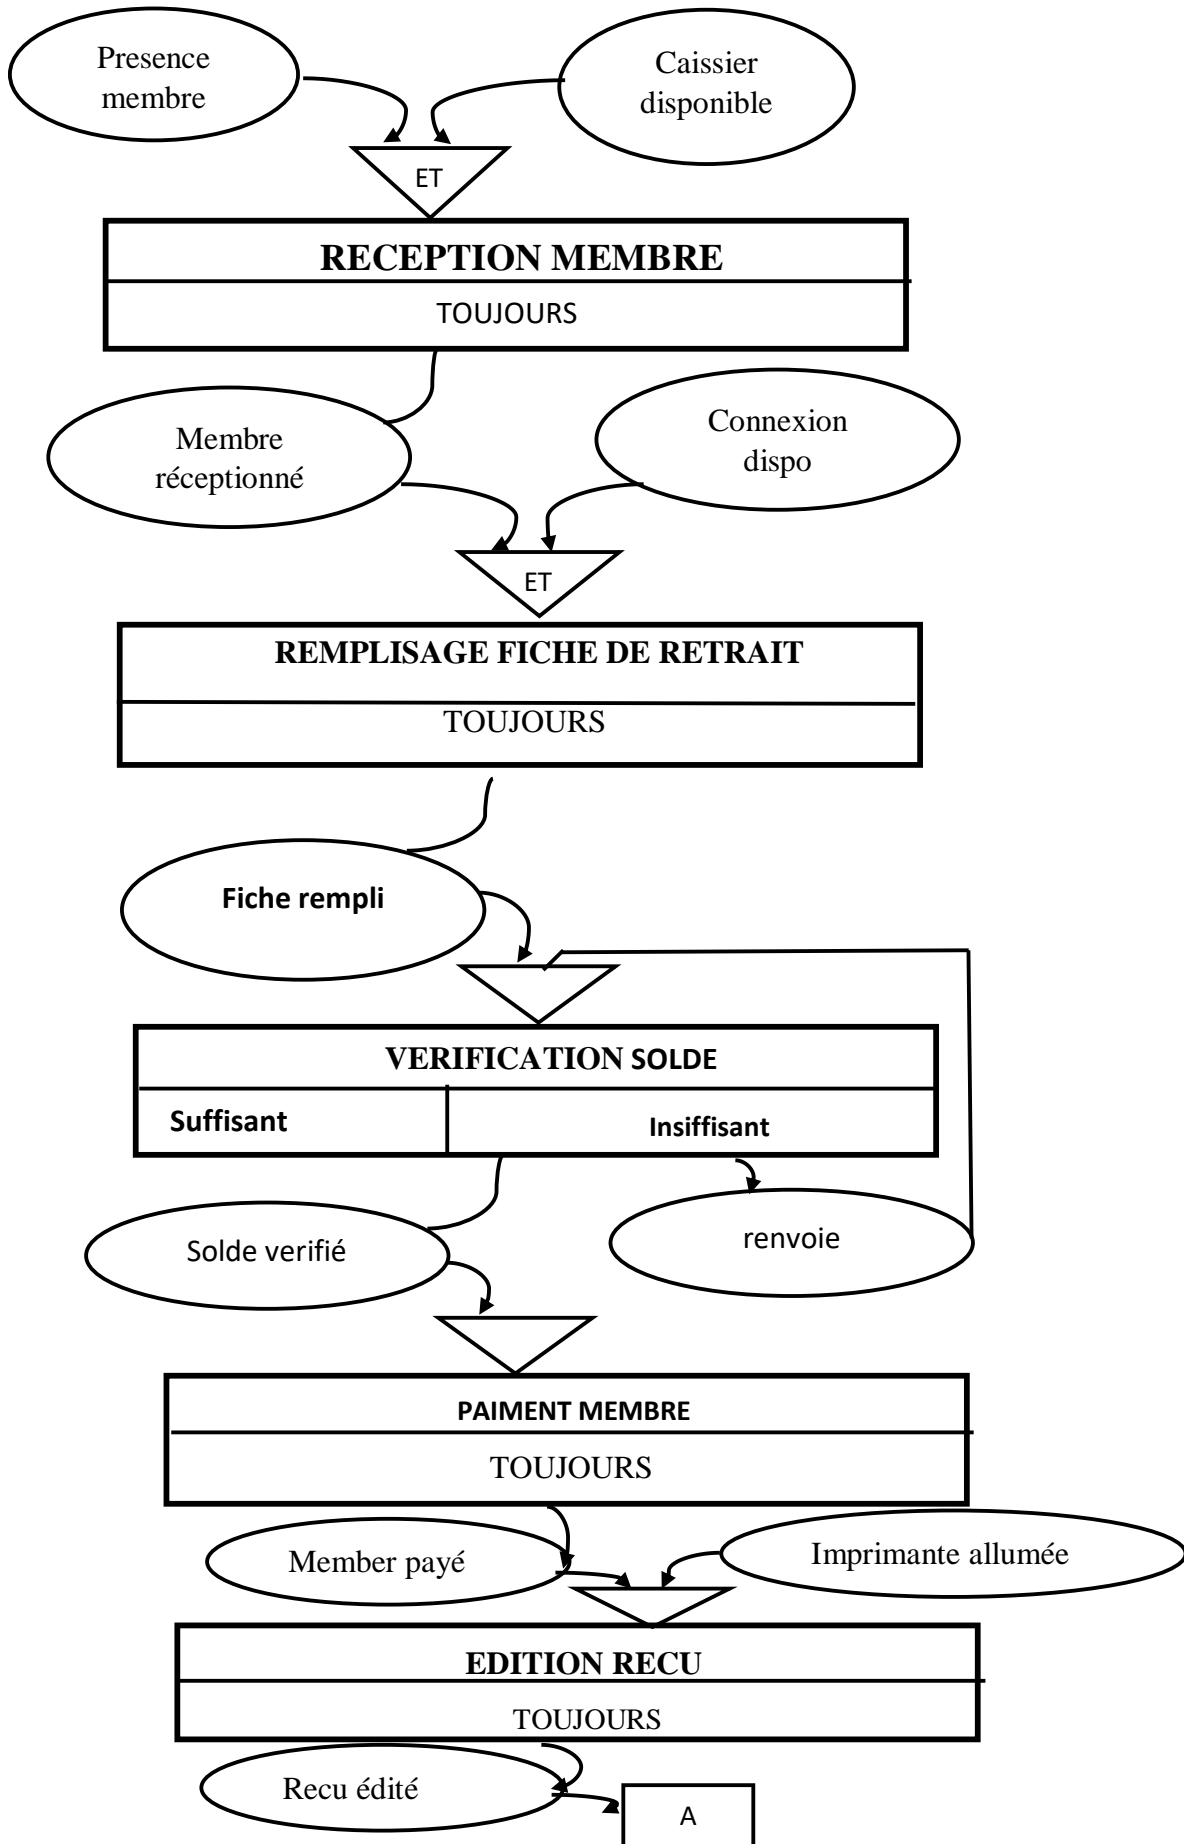 Presence
membre
Caissier
disponible
ET
RECEPTION MEMBRE
TOUJOURS
Membre
réceptionné
Connexion
dispo
ET
REMPLISAGE FICHE DE RETRAIT
TOUJOURS
Fiche rempli
VERIFICATION SOLDE
Suffisant
Insiffisant
Solde verifié
renvoie
PAIMENT MEMBRE
TOUJOURS
Member payé
Imprimante allumée
EDITION RECU
TOUJOURS
Recu édité
A